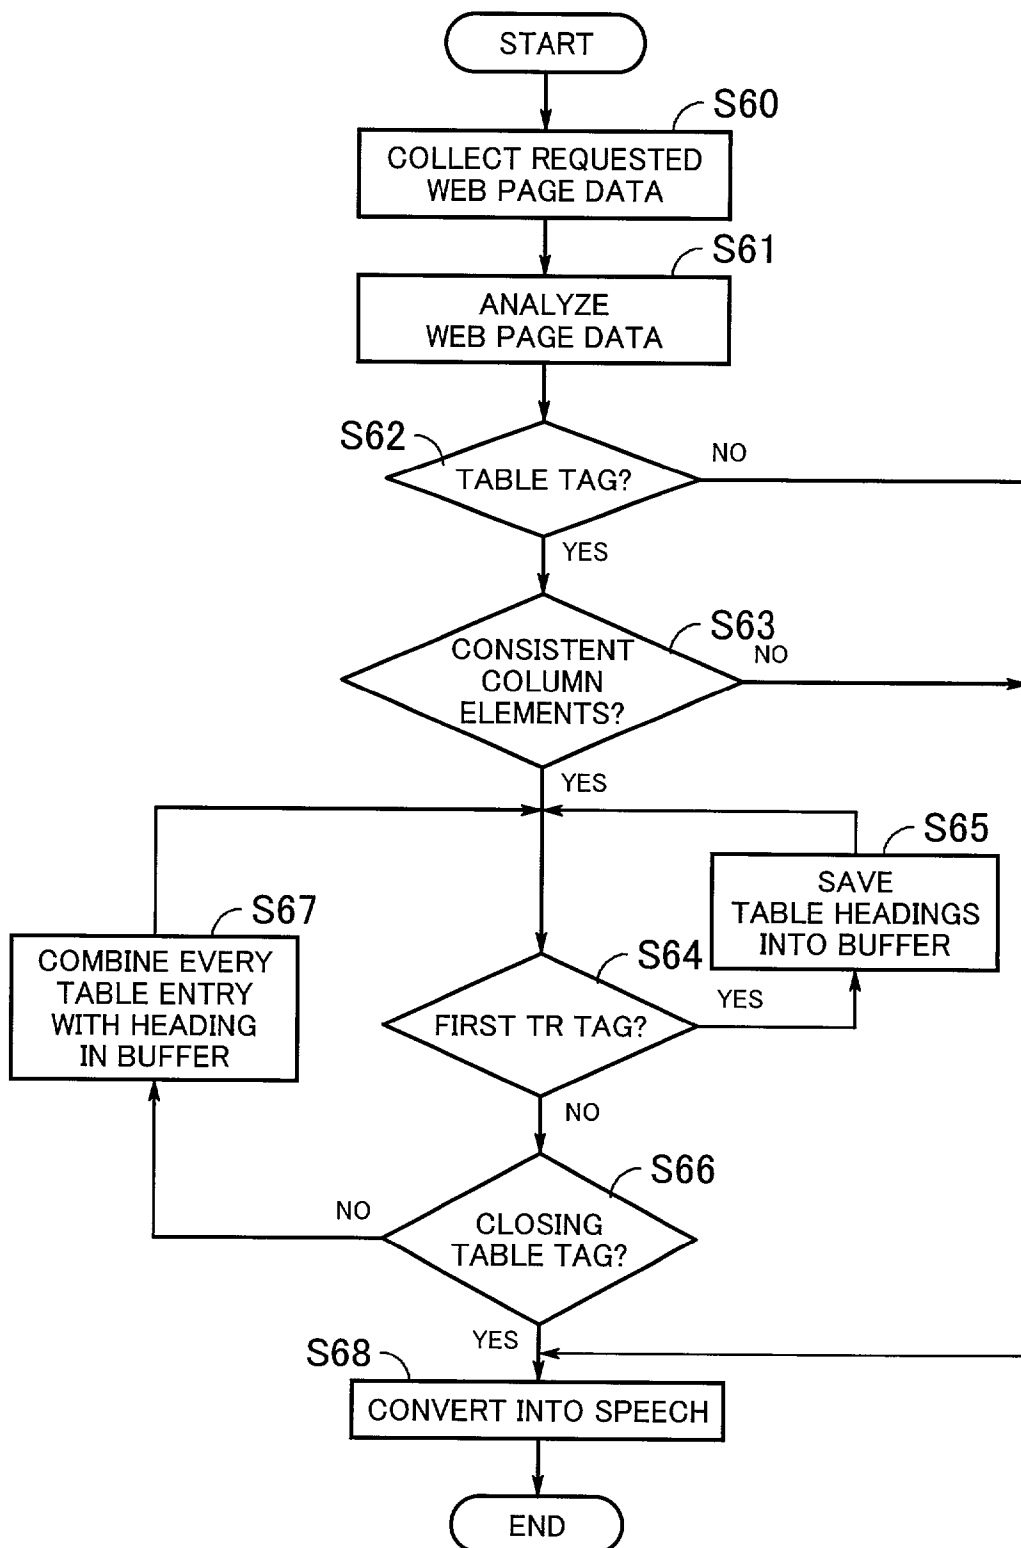 START
S60
COLLECT REQUESTED
WEB PAGE DATA
S61
ANALYZE
WEB PAGE DATA
S62
TABLE TAG?
NO
YES
S63
CONSISTENT
COLUMN
ELEMENTS?
NO
YES
S65
SAVE
TABLE HEADINGS
INTO BUFFER
S67
COMBINE EVERY
TABLE ENTRY
WITH HEADING
IN BUFFER
S64
FIRST TR TAG?
YES
NO
S66
CLOSING
TABLE TAG?
NO
YES
S68
CONVERT INTO SPEECH
END